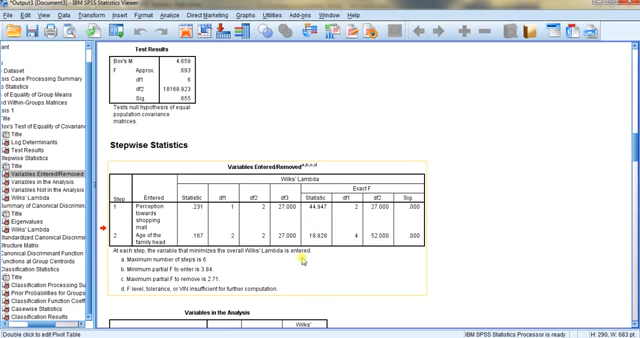 *Output3 [Document3] - IBM SPSS Statistics Viewer
File Edit View Data Transform Insert Format Analyze Direct Marketing Graphs Utilities Add-ons Window Help
Dataset
sis Case Processing Summary
Statistics
of Equality of Group Means
d Within-Groups Matrices
sis 1
Box's Test of Equality of Covarianc
Title
Log Determinants
Test Results
Stepwise Statistics
Title
Variables Entered/Removed
Variables in the Analysis
Variables Not in the Analysis
Wilks' Lambda
Summary of Canonical Discrimin
Title
Eigenvalues
Wilks' Lambda
Standardized Canonical Discrimi
Structure Matrix
Functions at Group Centroids
Classification Statistics
Title
Classification Processing Su
Prior Probabilities for Groups
Classification Function Coeff
Casewise Statistics
Classification Results
Test Results
Box's M 4.659
F Approx. .693
df1 6
df2 18168.923
Sig. .655
Tests null hypothesis of equal
population covariance
matrices.
Stepwise Statistics
Variables Entered/Removed a,b,c,d
Wilks' Lambda
Exact F
Step Entered Statistic df1 df2 df3 Statistic df1 df2 Sig.
1 Perception towards shopping mall .231 1 2 27.000 44.947 2 27.000 .000
2 Age of the family head .167 2 2 27.000 18.828 4 52.000 .000
At each step, the variable that minimizes the overall Wilks' Lambda is entered.
a. Maximum number of steps is 6.
b. Minimum partial F to enter is 3.84.
c. Maximum partial F to remove is 2.71.
d. F level, tolerance, or VIN insufficient for further computation.
Variables in the Analysis
Wilks'
Double click to edit Pivot Table
IBM SPSS Statistics Processor is ready
H: 290, W: 683 pt.